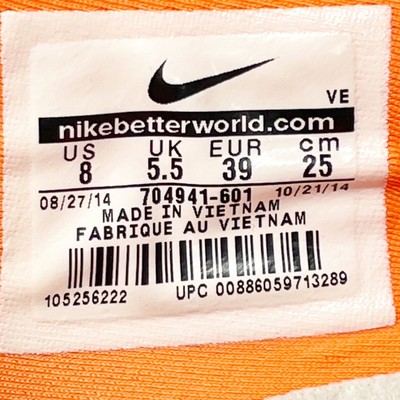 VE
nikebetterworld.com
US UK EUR cm
8 5.5 39 25
08/27/14 704941-601 10/21/14
MADE IN VIETNAM
FABRIQUE AU VIETNAM
105256222 UPC 00886059713289